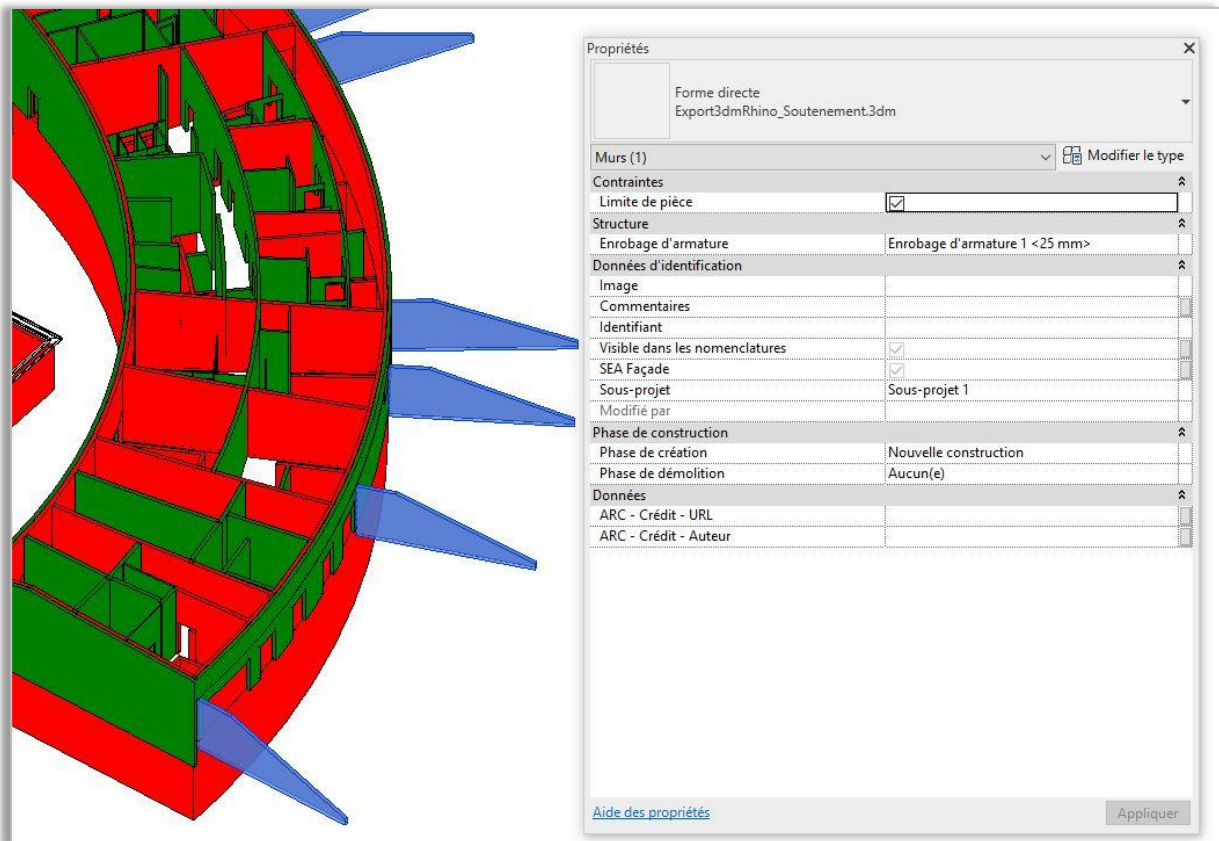 Propriétés
Forme directe
Export3dmRhino_Soutenement.3dm
Murs (1) Modifier le type
Contraintes
Limite de pièce
Structure
Enrobage d'armature Enrobage d'armature 1 <25 mm>
Données d'identification
Image
Commentaires
Identifiant
Visible dans les nomenclatures
SEA Façade
Sous-projet Sous-projet 1
Modifié par
Phase de construction
Phase de création Nouvelle construction
Phase de démolition Aucun(e)
Données
ARC - Crédit - URL
ARC - Crédit - Auteur
Aide des propriétés Appliquer